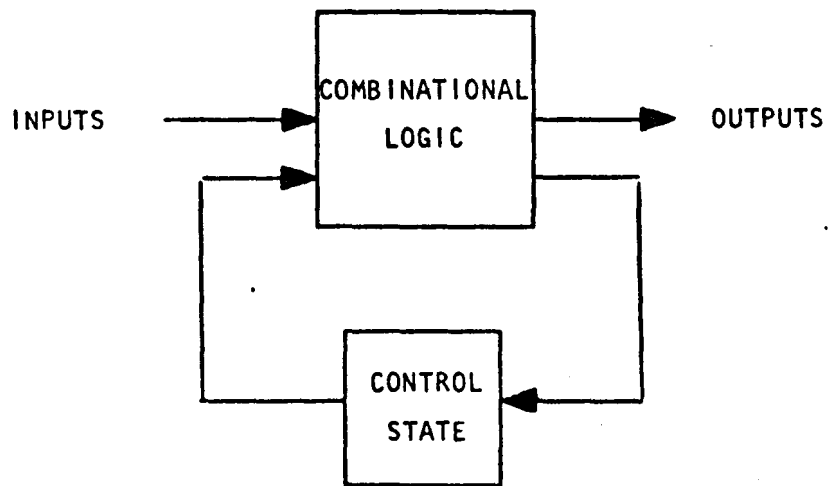 COMBINATIONAL
LOGIC
INPUTS
OUTPUTS
CONTROL
STATE